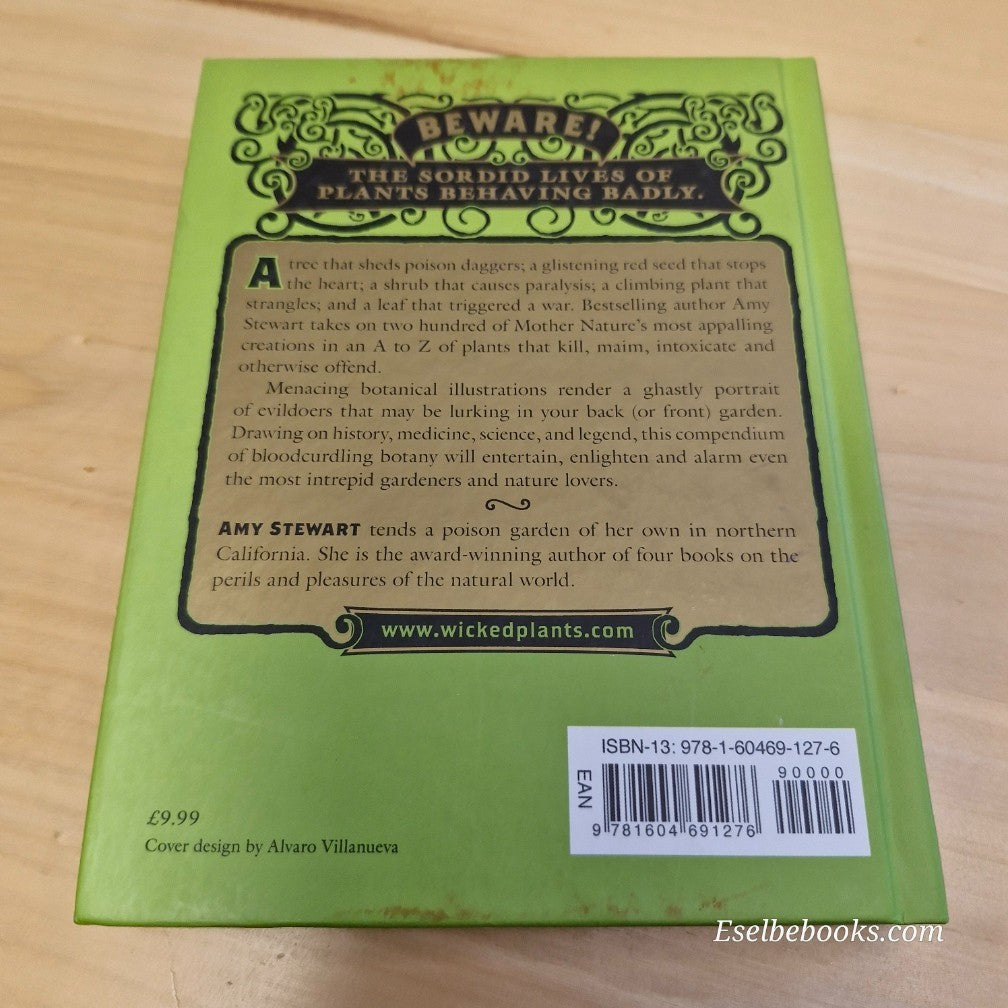 BEWARE!
THE SORDID LIVES OF
PLANTS BEHAVING BADLY.
A tree that sheds poison daggers; a glistening red seed that stops
the heart; a shrub that causes paralysis; a climbing plant that
strangles; and a leaf that triggered a war. Bestselling author Amy
Stewart takes on two hundred of Mother Nature's most appalling
creations in an A to Z of plants that kill, maim, intoxicate and
otherwise offend.
Menacing botanical illustrations render a ghastly portrait
of evildoers that may be lurking in your back (or front) garden.
Drawing on history, medicine, science, and legend, this compendium
of bloodcurdling botany will entertain, enlighten and alarm even
the most intrepid gardeners and nature lovers.
AMY STEWART tends a poison garden of her own in northern
California. She is the award-winning author of four books on the
perils and pleasures of the natural world.
www.wickedplants.com
ISBN-13: 978-1-60469-127-6
90000
EAN
9 781604 691276
£9.99
Cover design by Alvaro Villanueva
Eselbebooks.com